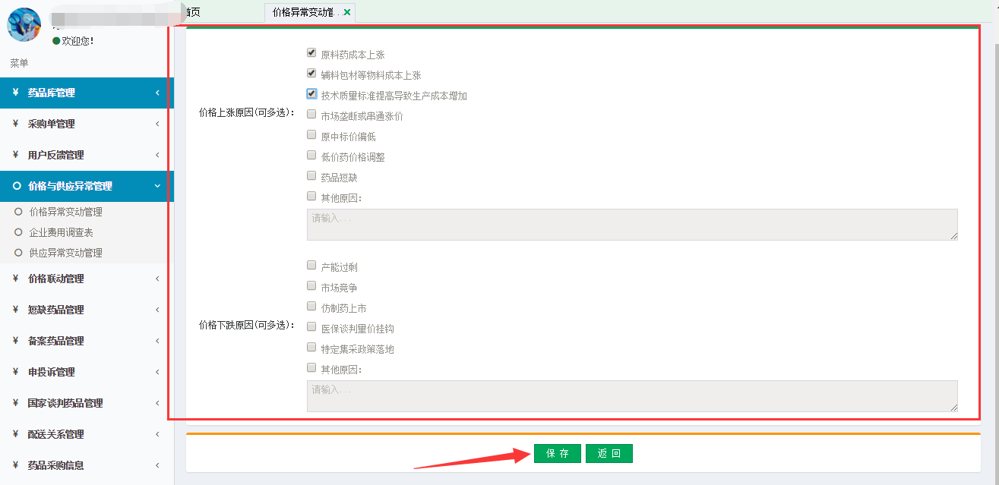 首页
价格异常变动管...
欢迎您!
菜单
药品库管理
采购单管理
用户反馈管理
价格与供应异常管理
价格异常变动管理
企业费用调查表
供应异常变动管理
价格联动管理
短缺药品管理
备案药品管理
申投诉管理
国家谈判药品管理
配送关系管理
药品采购信息
价格上涨原因(可多选):
原料药成本上涨
辅料包材等物料成本上涨
技术质量标准提高导致生产成本增加
市场垄断或串通涨价
原中标价偏低
低价药价格调整
药品短缺
其他原因:
请输入...
价格下跌原因(可多选):
产能过剩
市场竞争
仿制药上市
医保谈判量价挂钩
特定集采政策落地
其他原因:
请输入...
保 存
返 回